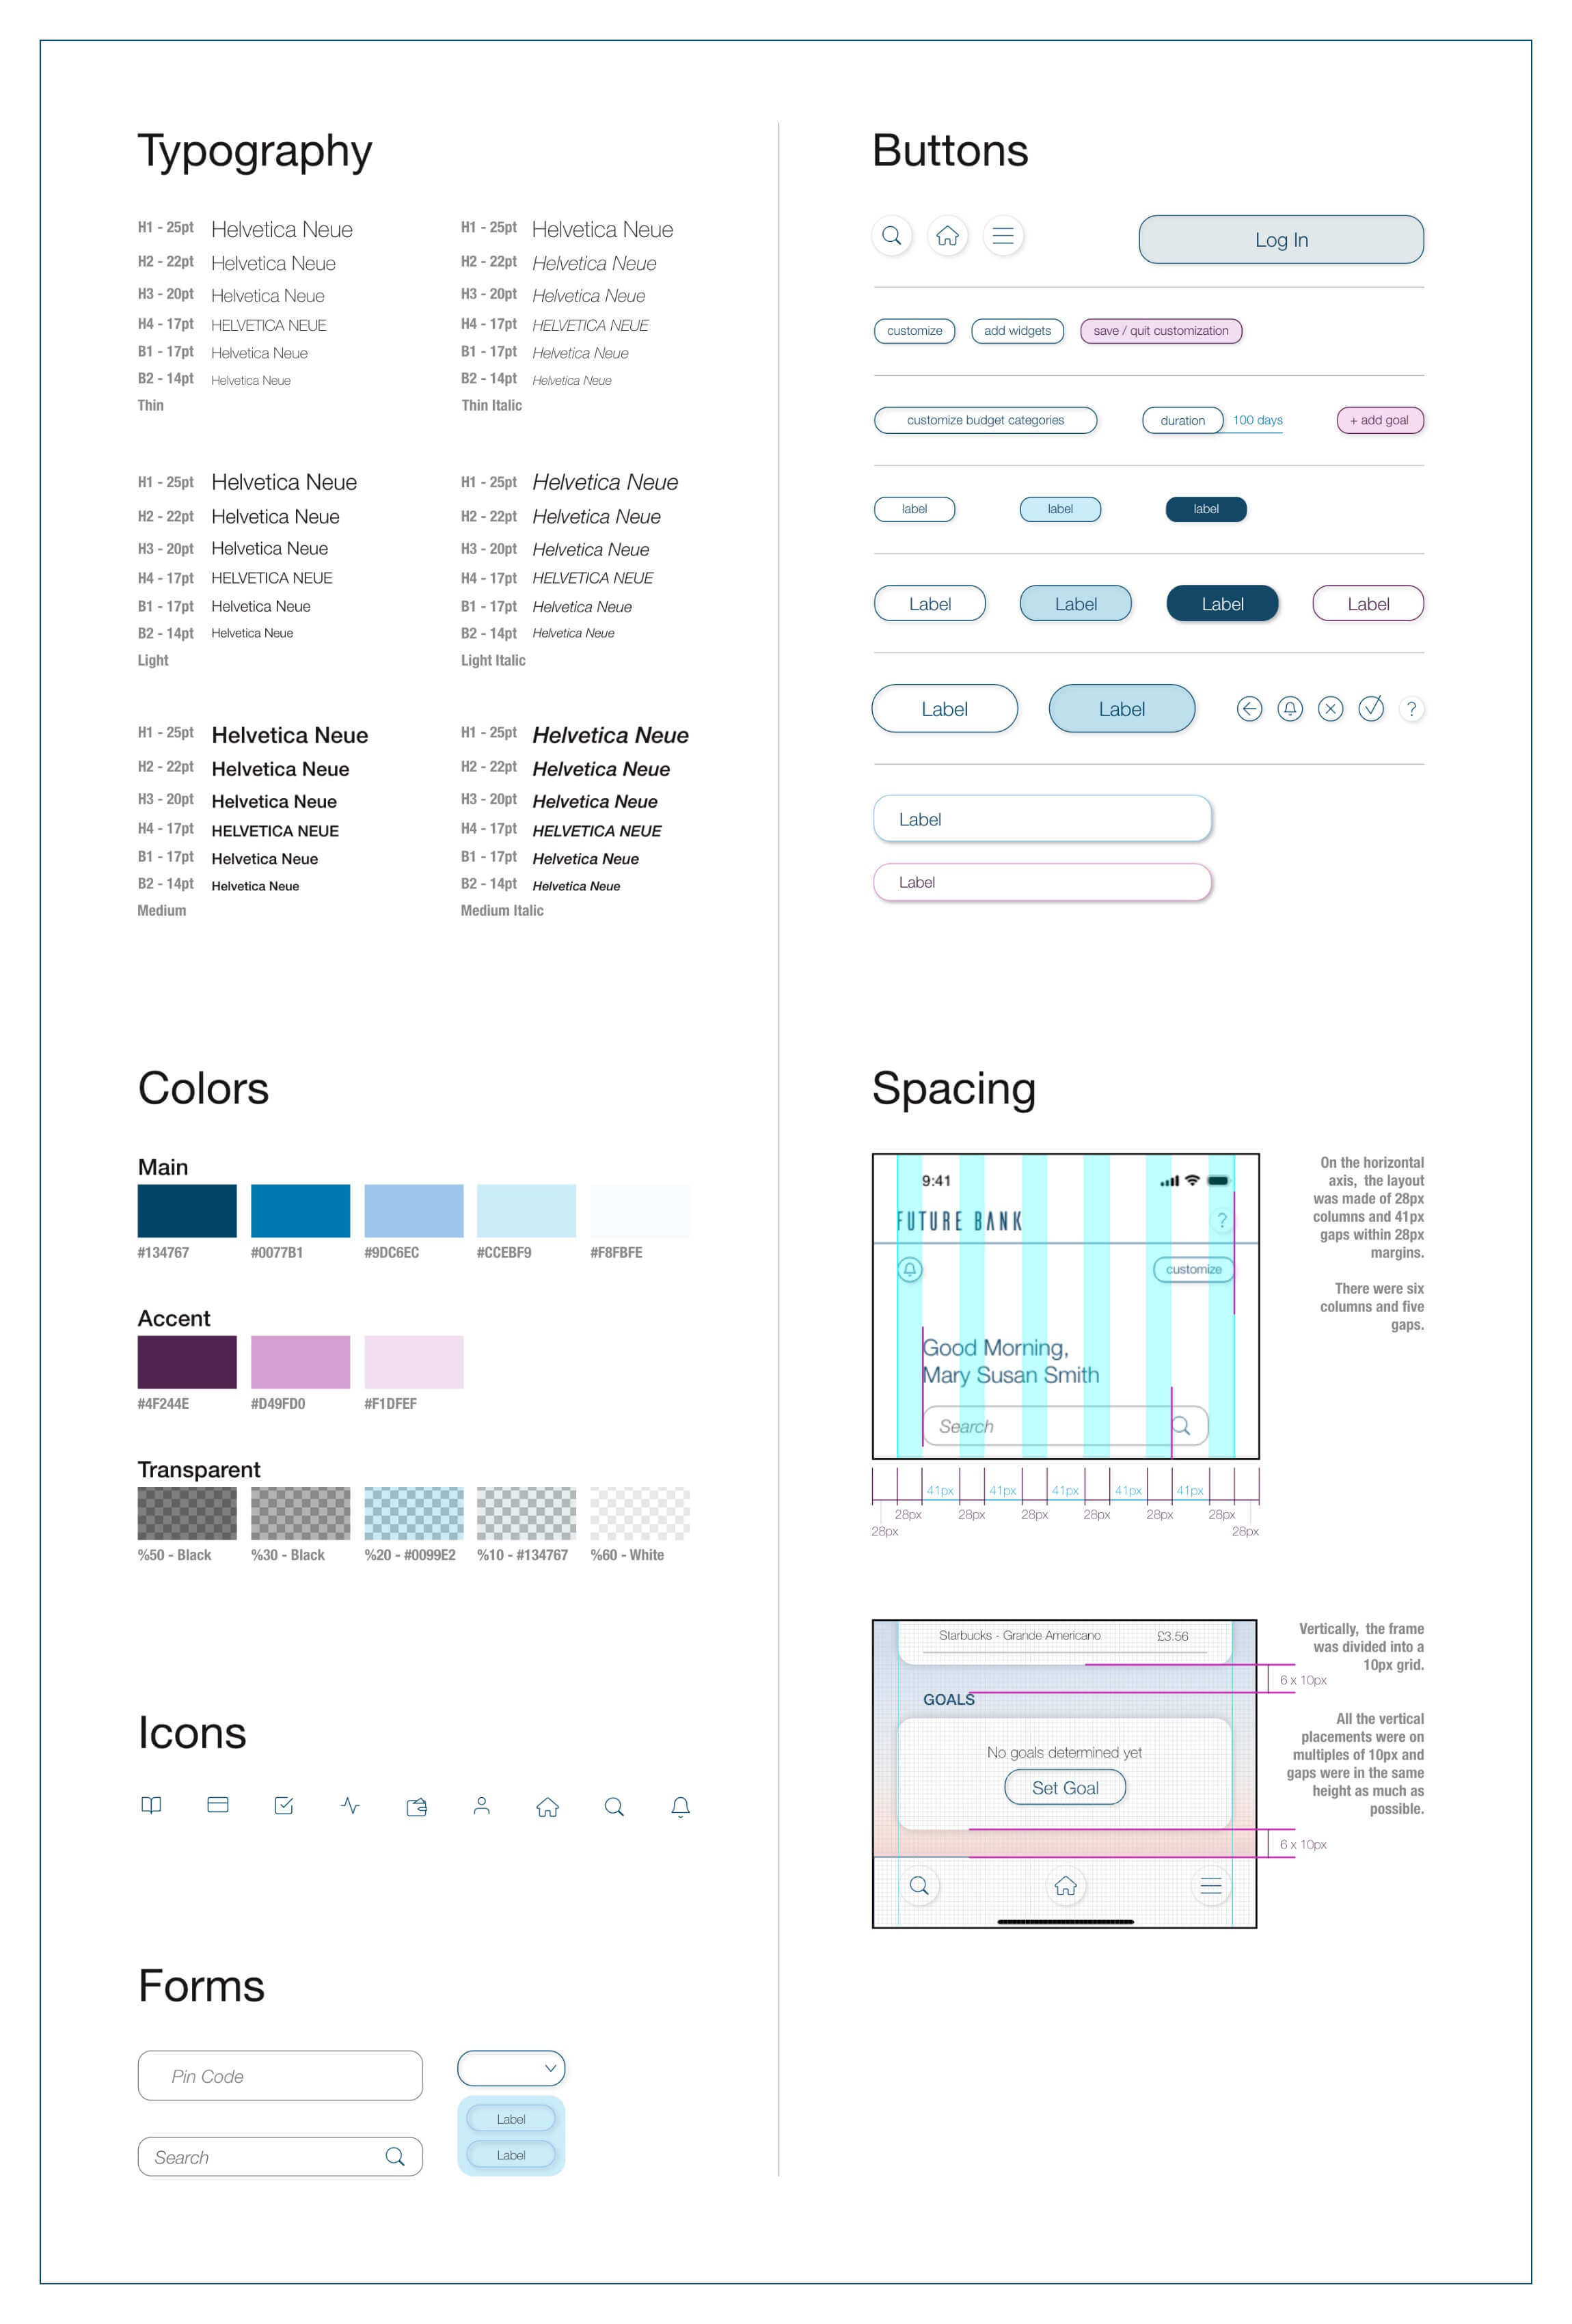 Typography
H1 - 25pt Helvetica Neue
H2 - 22pt Helvetica Neue
H3 - 20pt Helvetica Neue
H4 - 17pt HELVETICA NEUE
B1 - 17pt Helvetica Neue
B2 - 14pt Helvetica Neue
Thin
H1 - 25pt Helvetica Neue
H2 - 22pt Helvetica Neue
H3 - 20pt Helvetica Neue
H4 - 17pt HELVETICA NEUE
B1 - 17pt Helvetica Neue
B2 - 14pt Helvetica Neue
Thin Italic
H1 - 25pt Helvetica Neue
H2 - 22pt Helvetica Neue
H3 - 20pt Helvetica Neue
H4 - 17pt HELVETICA NEUE
B1 - 17pt Helvetica Neue
B2 - 14pt Helvetica Neue
Light
H1 - 25pt Helvetica Neue
H2 - 22pt Helvetica Neue
H3 - 20pt Helvetica Neue
H4 - 17pt HELVETICA NEUE
B1 - 17pt Helvetica Neue
B2 - 14pt Helvetica Neue
Light Italic
H1 - 25pt Helvetica Neue
H2 - 22pt Helvetica Neue
H3 - 20pt Helvetica Neue
H4 - 17pt HELVETICA NEUE
B1 - 17pt Helvetica Neue
B2 - 14pt Helvetica Neue
Medium
H1 - 25pt Helvetica Neue
H2 - 22pt Helvetica Neue
H3 - 20pt Helvetica Neue
H4 - 17pt HELVETICA NEUE
B1 - 17pt Helvetica Neue
B2 - 14pt Helvetica Neue
Medium Italic
Colors
Main
#134767 #0077B1 #9DC6EC #CCEBF9 #F8FBFE
Accent
#4F244E #D49FD0 #F1DFEF
Transparent
%50 - Black %30 - Black %20 - #0099E2 %10 - #134767 %60 - White
Icons
Forms
Pin Code
Search
Label
Label
Buttons
Log In
customize add widgets save / quit customization
customize budget categories duration 100 days + add goal
label label label
Label Label Label Label
Label Label ?
Label
Label
Spacing
9:41
FUTURE BANK ?
customize
Good Morning,
Mary Susan Smith
Search
41px 41px 41px 41px 41px
28px 28px 28px 28px 28px 28px
28px 28px
On the horizontal
axis, the layout
was made of 28px
columns and 41px
gaps within 28px
margins.
There were six
columns and five
gaps.
Starbucks - Grande Americano £3.56
GOALS
No goals determined yet
Set Goal
Vertically, the frame
was divided into a
10px grid.
6 x 10px
All the vertical
placements were on
multiples of 10px and
gaps were in the same
height as much as
possible.
6 x 10px